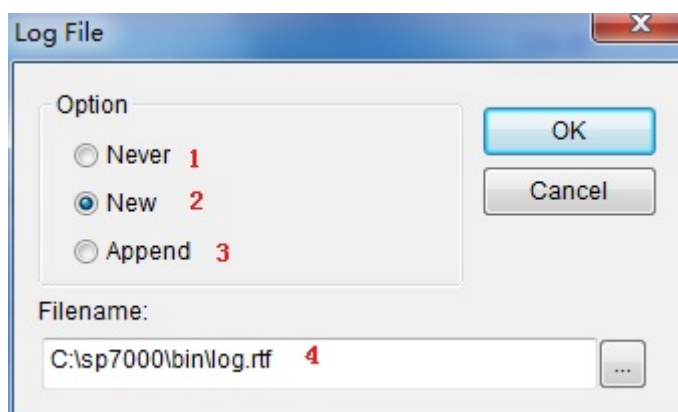 Log File
Option
Never 1
OK
New 2
Cancel
Append 3
Filename:
C:\sp7000\bin\log.rtf 4
...